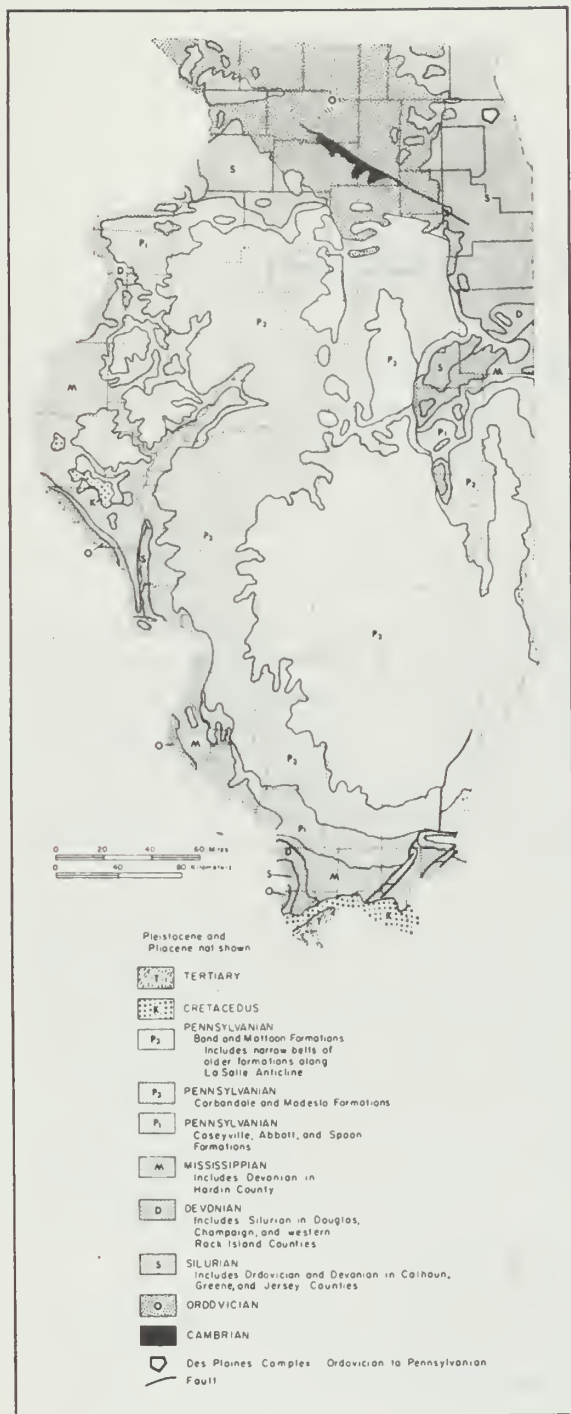 O
S
S
P₁
D
P₂
M
P₃
S
M
D
P₁
P₂
K
O
S
P₂
P₃
O
M
P₂
P₁
0 20 40 60 Miles
0 40 80 Kilometers
D
S
O
M
T
K
Pleistocene and
Pliocene not shown
T TERTIARY
K CRETACEOUS
PENNSYLVANIAN
P₃ Bond and Mattoon Formations
Includes narrow belts of
older formations along
La Salle Anticline
PENNSYLVANIAN
Carbondale and Modesto Formations
P₁ PENNSYLVANIAN
Caseyville, Abbott, and Spoon
Formations
M MISSISSIPPIAN
Includes Devonian in
Hardin County
D DEVONIAN
Includes Silurian in Douglas,
Champaign, and western
Rock Island Counties
S SILURIAN
Includes Ordovician and Devonian in Calhoun,
Greene, and Jersey Counties
O ORDOVICIAN
CAMBRIAN
Des Plaines Complex Ordovician to Pennsylvanian
Fault